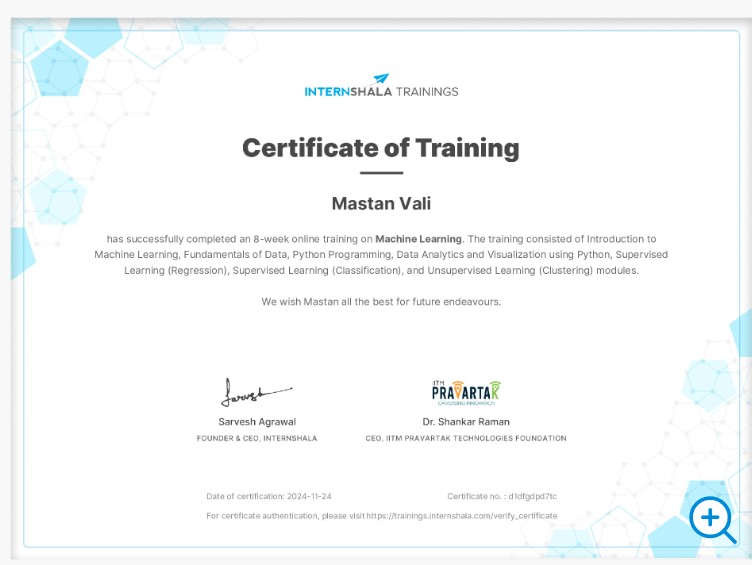 INTERNSHALA TRAININGS
Certificate of Training
Mastan Vali
has successfully completed an 8-week online training on Machine Learning. The training consisted of Introduction to
Machine Learning, Fundamentals of Data, Python Programming, Data Analytics and Visualization using Python, Supervised
Learning (Regression), Supervised Learning (Classification), and Unsupervised Learning (Clustering) modules.
We wish Mastan all the best for future endeavours.
IITM
PRAVARTAK
Sarvesh Agrawal
FOUNDER & CEO, INTERNSHALA
Dr. Shankar Raman
CEO, IITM PRAVARTAK TECHNOLOGIES FOUNDATION
Date of certification: 2024-11-24
Certificate no. : d1dfgdpd7tc
For certificate authentication, please visit https://trainings.internshala.com/verify_certificate